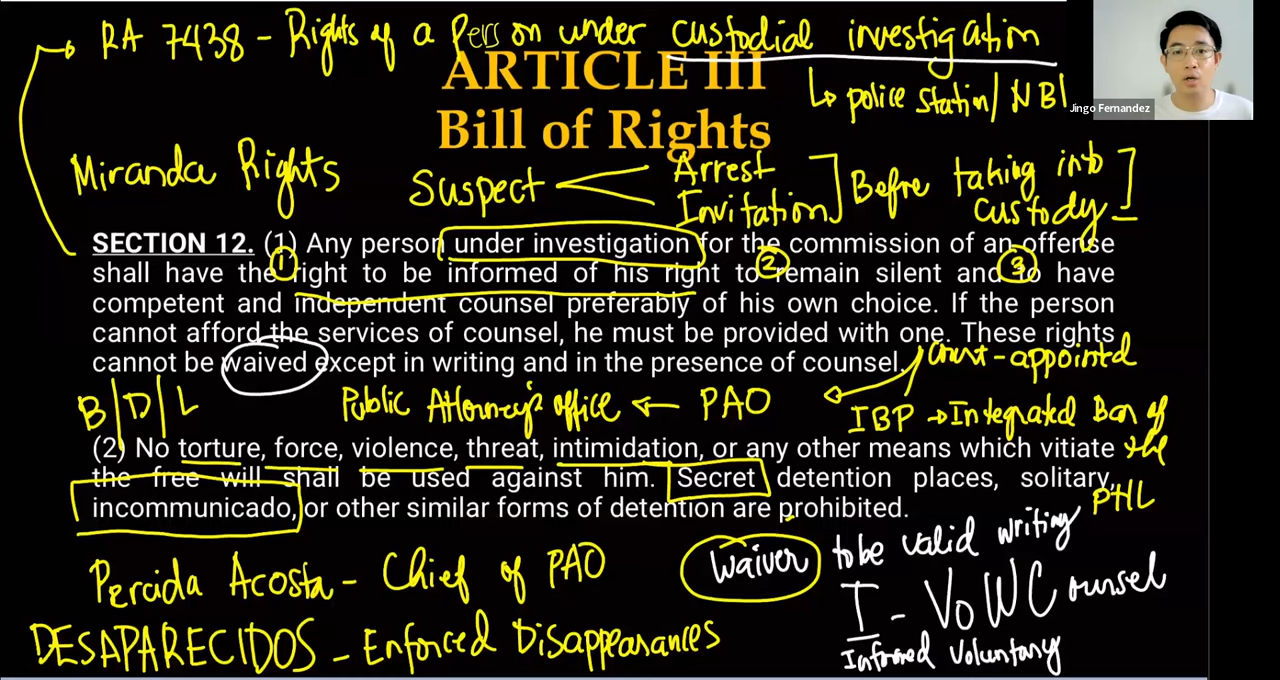 RA 7438 - Rights of a Person under custodial investigation
ARTICLE III
↳ police station/NBI
Jingo Fernandez
Bill of Rights
Miranda Rights
Suspect
Arrest
Invitation
Before taking into
custody
SECTION 12. (1) Any person under investigation for the commission of an offense
① ② ③
shall have the right to be informed of his right to remain silent and to have
competent and independent counsel preferably of his own choice. If the person
cannot afford the services of counsel, he must be provided with one. These rights
cannot be waived except in writing and in the presence of counsel.
Court-appointed
B|D|L
Public Attorney's office ← PAO
IBP → Integrated Bar of
the
PHL
(2) No torture, force, violence, threat, intimidation, or any other means which vitiate
the free will shall be used against him. Secret detention places, solitary,
incommunicado, or other similar forms of detention are prohibited.
Percida Acosta - Chief of PAO
Waiver to be valid writing
I - VoWCounsel
Informed Voluntary
DESAPARECIDOS - Enforced Disappearances